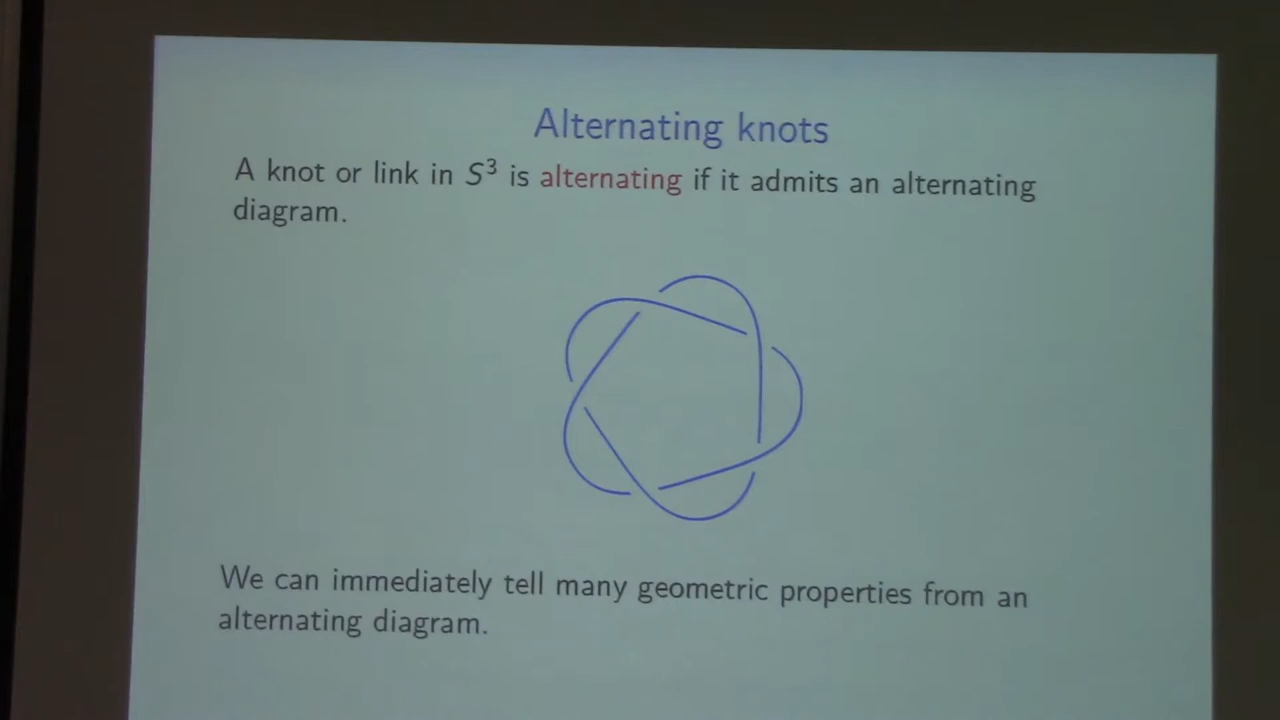 Alternating knots
A knot or link in S³ is alternating if it admits an alternating
diagram.
We can immediately tell many geometric properties from an
alternating diagram.